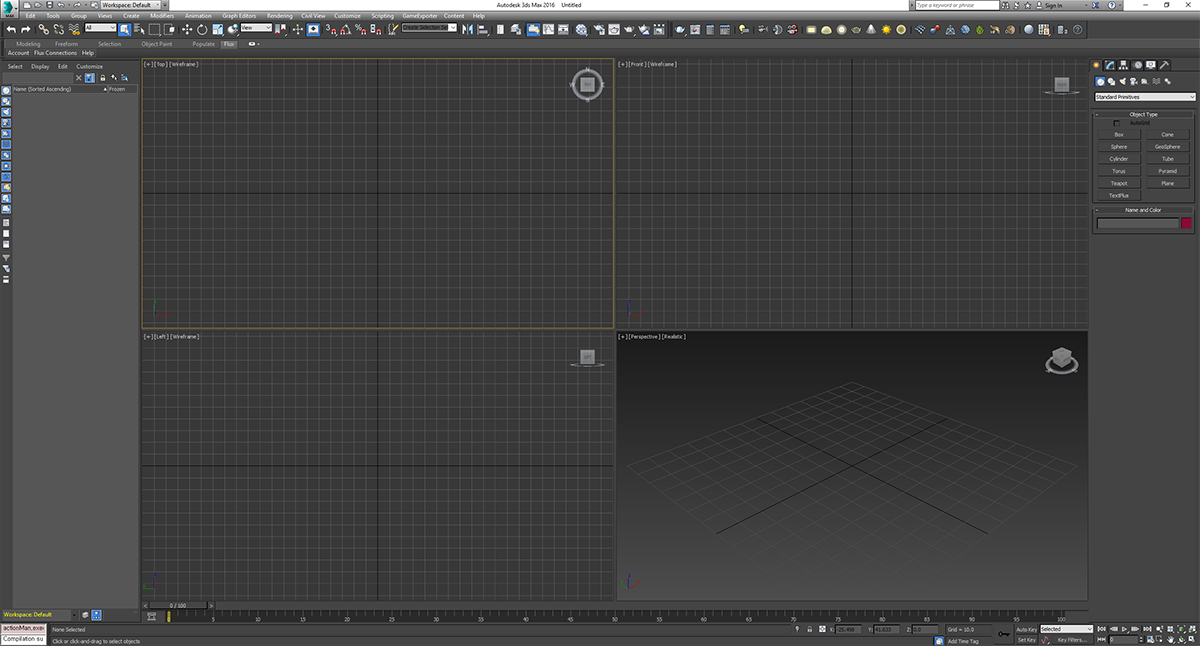 Workspace: Default
Autodesk 3ds Max 2016 Untitled
Type a keyword or phrase
Sign In
MAX
Edit Tools Group Views Create Modifiers Animation Graph Editors Rendering Civil View Customize Scripting GameExporter Content Help
All
View
Create Selection Set
Modeling Freeform Selection Object Paint Populate Flux
Account Flux Connections Help
Select Display Edit Customize
Name (Sorted Ascending) Frozen
[+] [Top] [Wireframe]
[+] [Front] [Wireframe]
Standard Primitives
Object Type
AutoGrid
Box Cone
Sphere GeoSphere
Cylinder Tube
Torus Pyramid
Teapot Plane
TextPlus
Name and Color
[+] [Left] [Wireframe]
[+] [Perspective] [Realistic]
0 / 100
Workspace: Default
5 10 15 20 25 30 35 40 45 50 55 60 65 70 75 80 85 90 95 100
actionMan.exec
Compilation su
None Selected
Click or click-and-drag to select objects
X: Y: Z: 0.0
Grid = 10.0
Add Time Tag
Auto Key Selected
Set Key Key Filters...
0